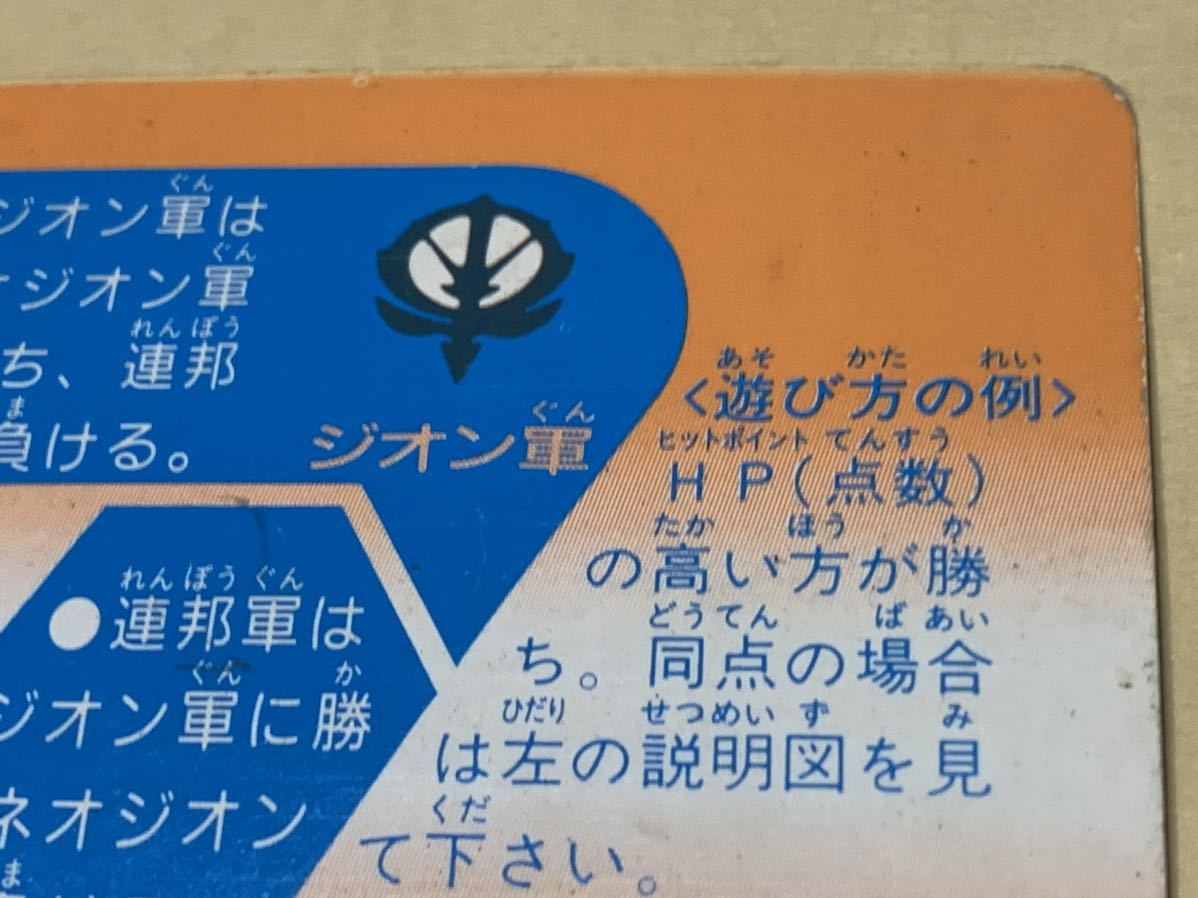 ジオン軍は
ジオン軍
ち、連邦
負ける。
ジオン軍
<遊び方の例>
HP(点数)
の高い方が勝
ち。同点の場合
は左の説明図を見
て下さい。
●連邦軍は
ジオン軍に勝
ネオジオン